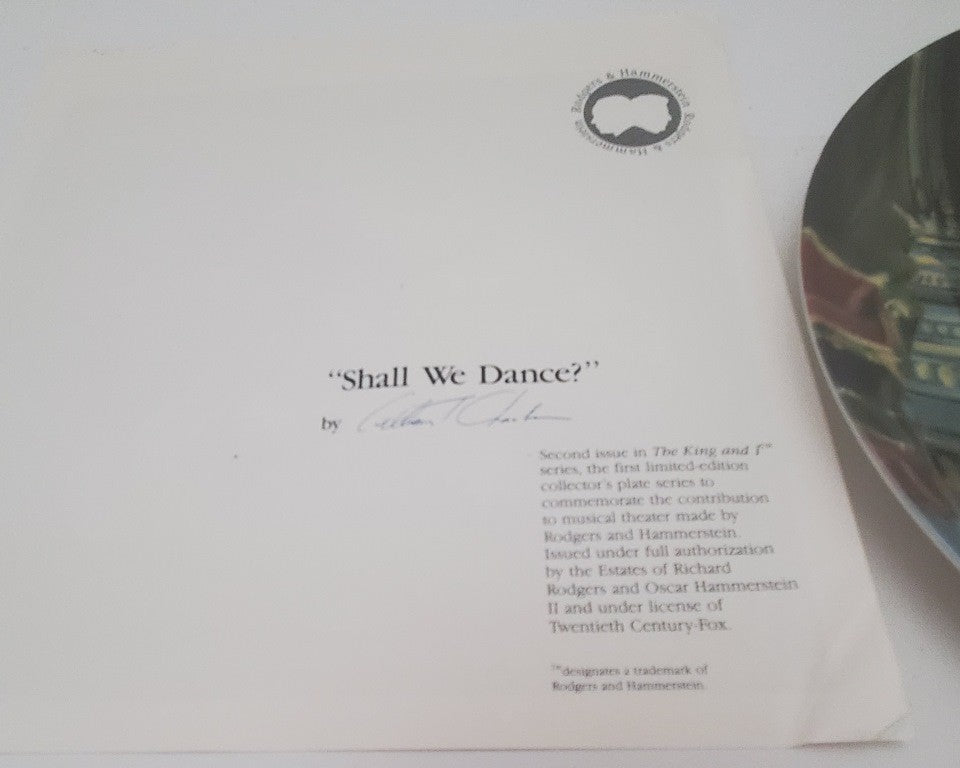 Rodgers & Hammerstein Rodgers & Hammerstein
“Shall We Dance?”
by
Second issue in The King and I™
series, the first limited-edition
collector's plate series to
commemorate the contribution
to musical theater made by
Rodgers and Hammerstein.
Issued under full authorization
by the Estates of Richard
Rodgers and Oscar Hammerstein
II and under license of
Twentieth Century-Fox.
™designates a trademark of
Rodgers and Hammerstein.